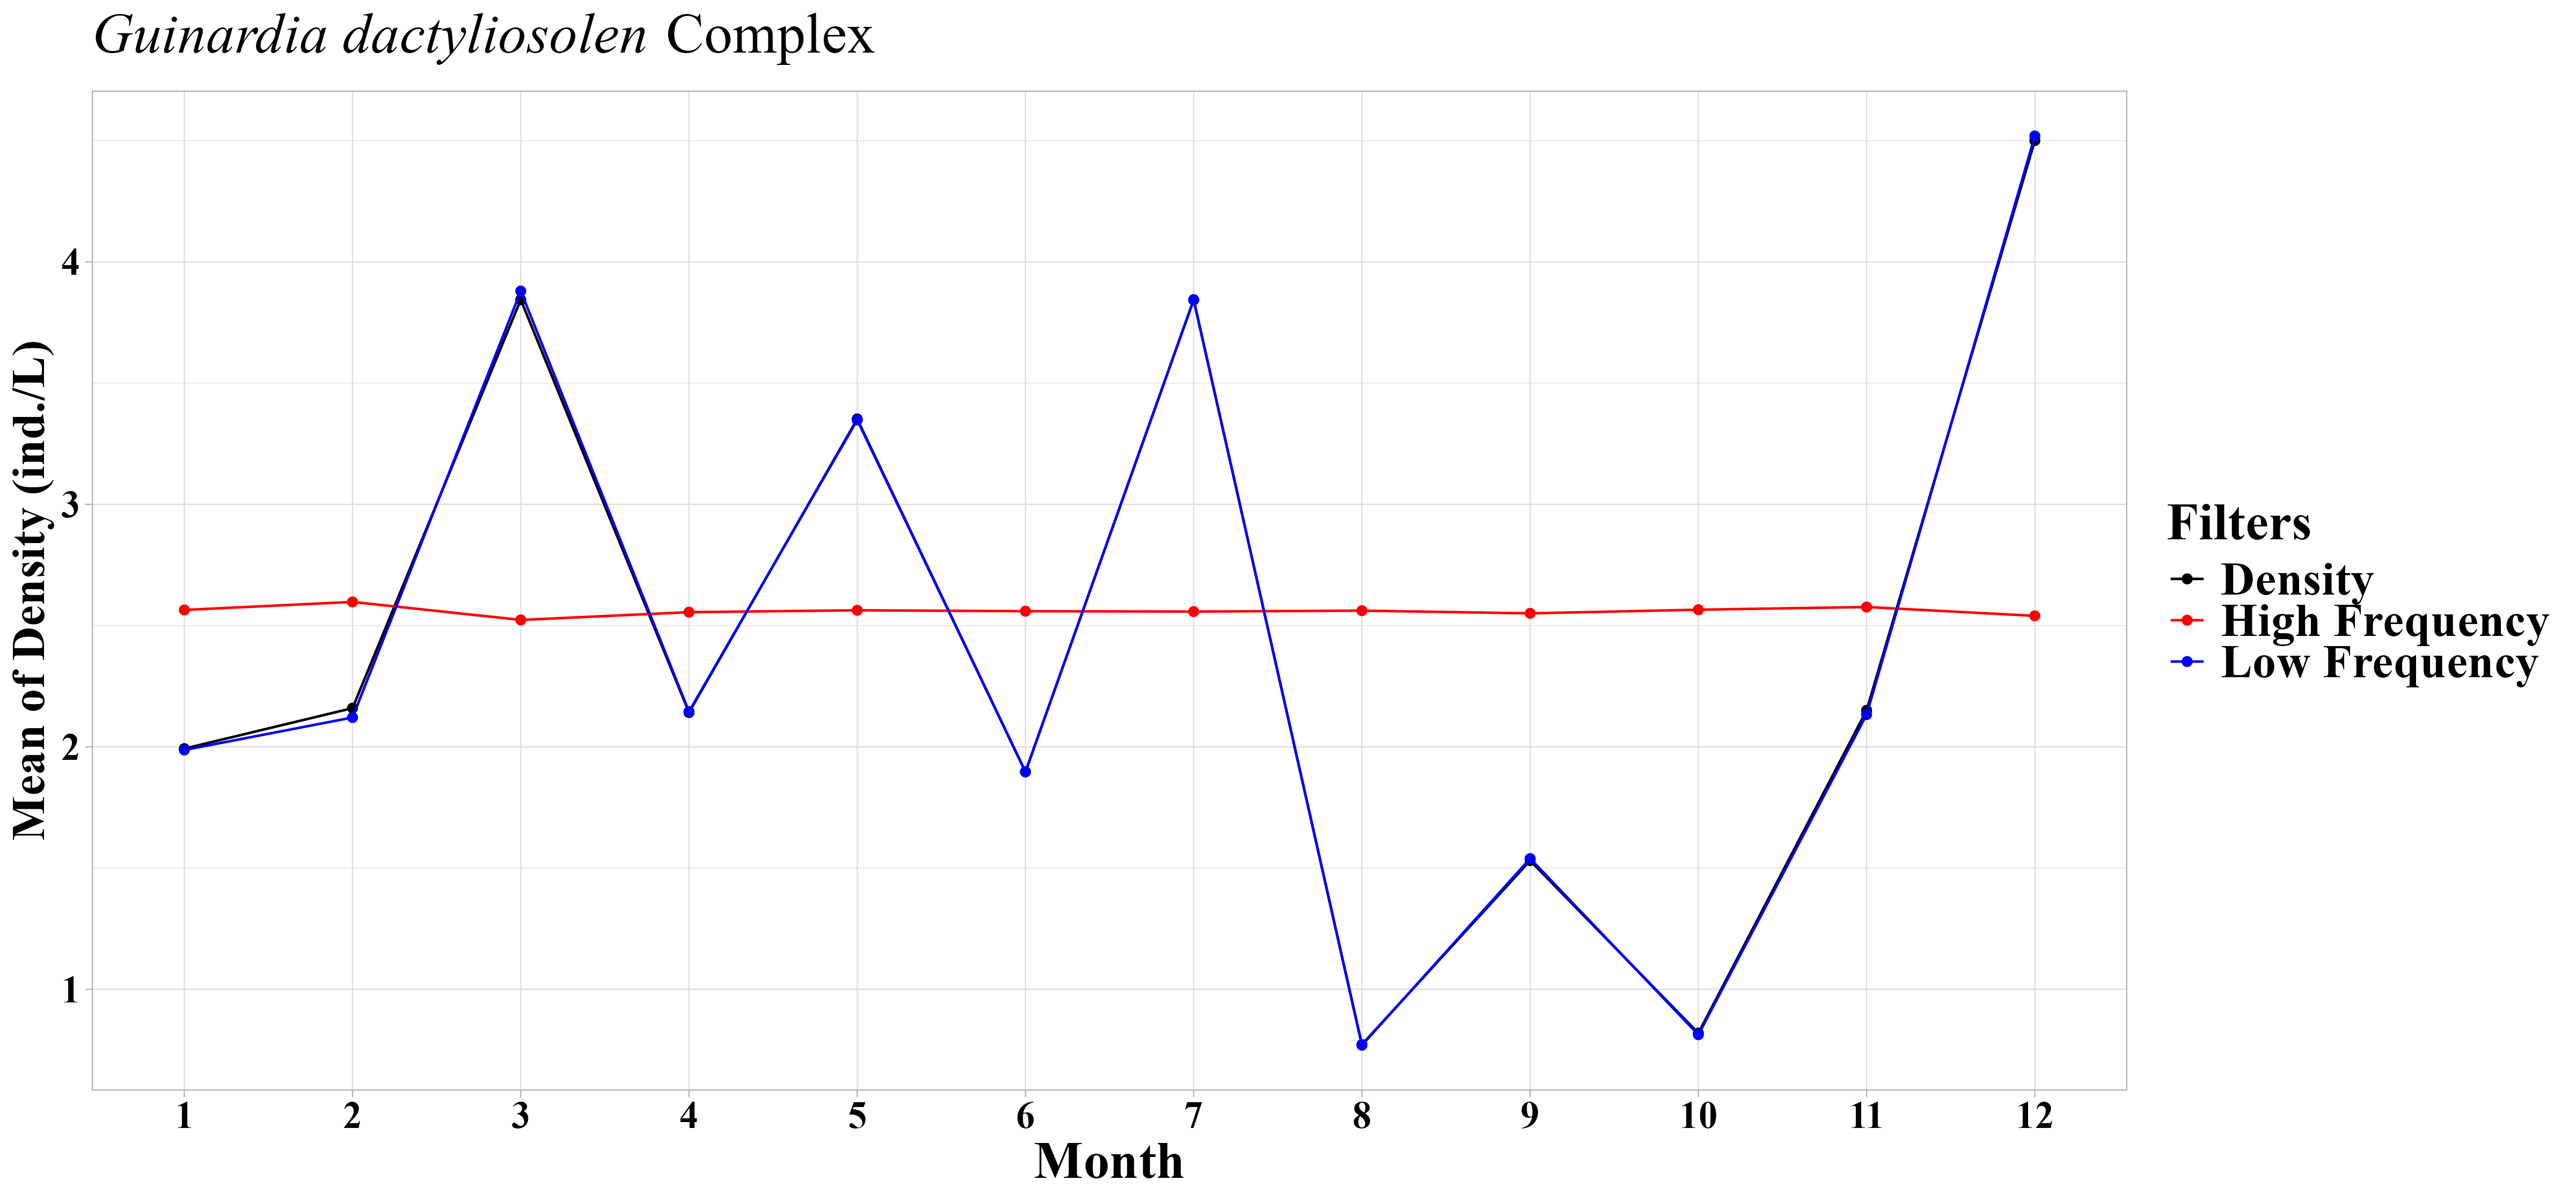 Guinardia dactyliosolen Complex
Mean of Density (ind./L)
4
3
2
1
1 2 3 4 5 6 7 8 9 10 11 12
Month
Filters
Density
High Frequency
Low Frequency